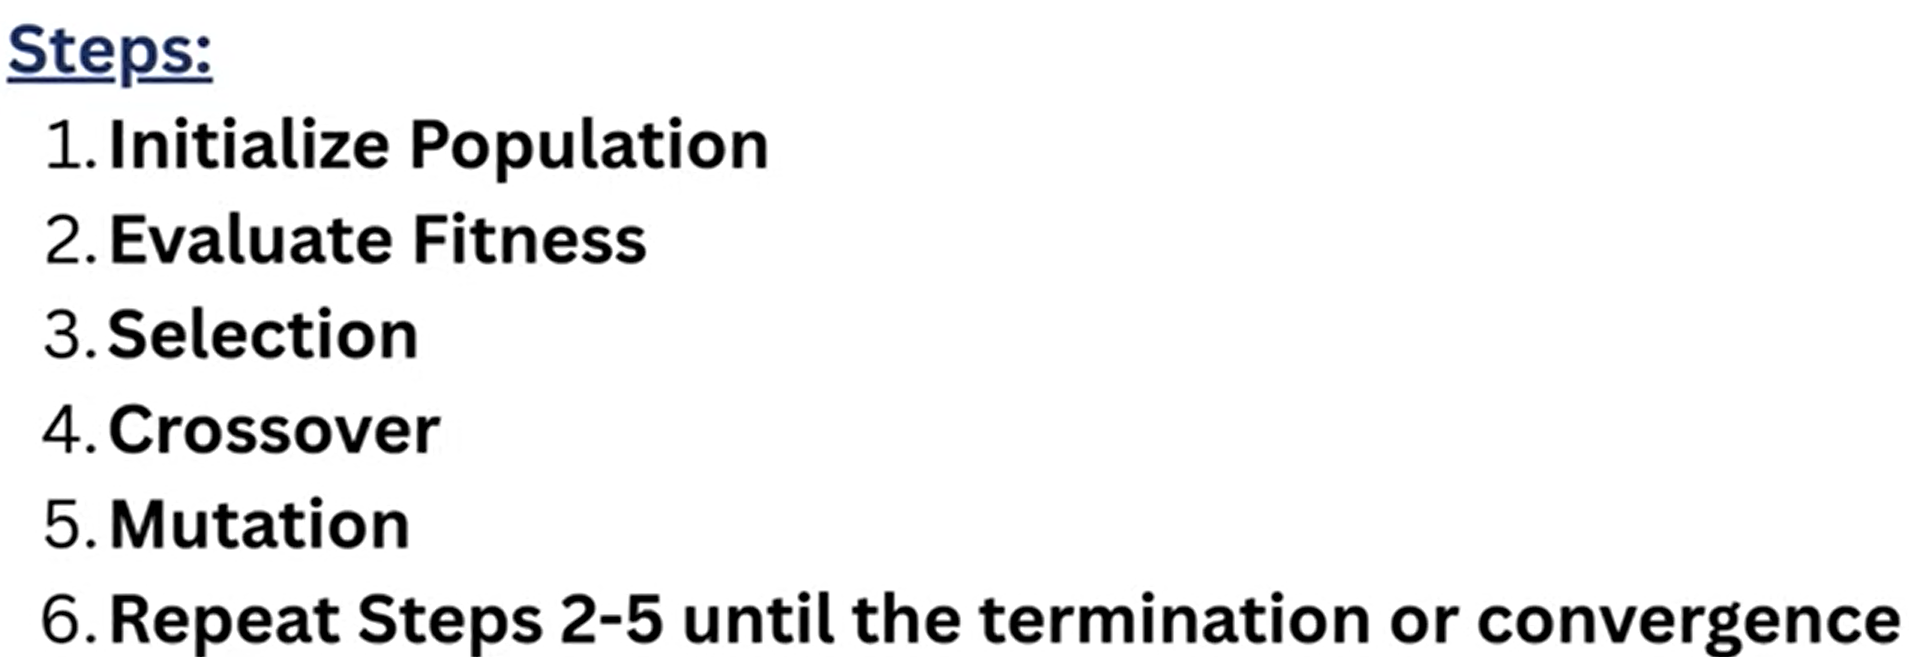 Steps:
1. Initialize Population
2. Evaluate Fitness
3. Selection
4. Crossover
5. Mutation
6. Repeat Steps 2-5 until the termination or convergence